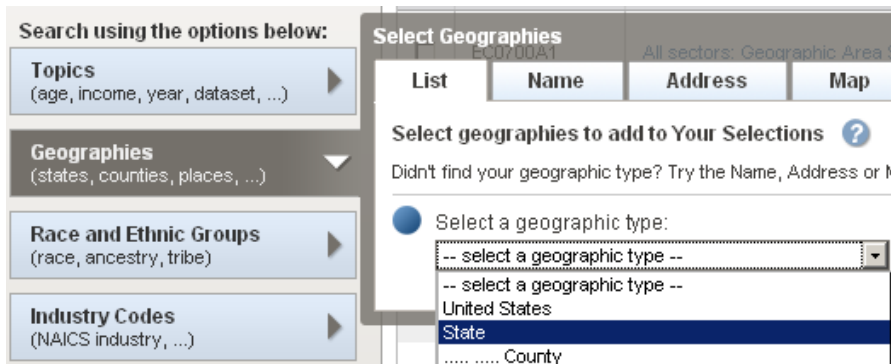 Search using the options below:
Topics
(age, income, year, dataset, ...)
Geographies
(states, counties, places, ...)
Race and Ethnic Groups
(race, ancestry, tribe)
Industry Codes
(NAICS industry, ...)
Select Geographies
EC0700A1 All sectors: Geographic Area
List Name Address Map
Select geographies to add to Your Selections ?
Didn't find your geographic type? Try the Name, Address or
Select a geographic type:
-- select a geographic type --
-- select a geographic type --
United States
State
..... ..... County